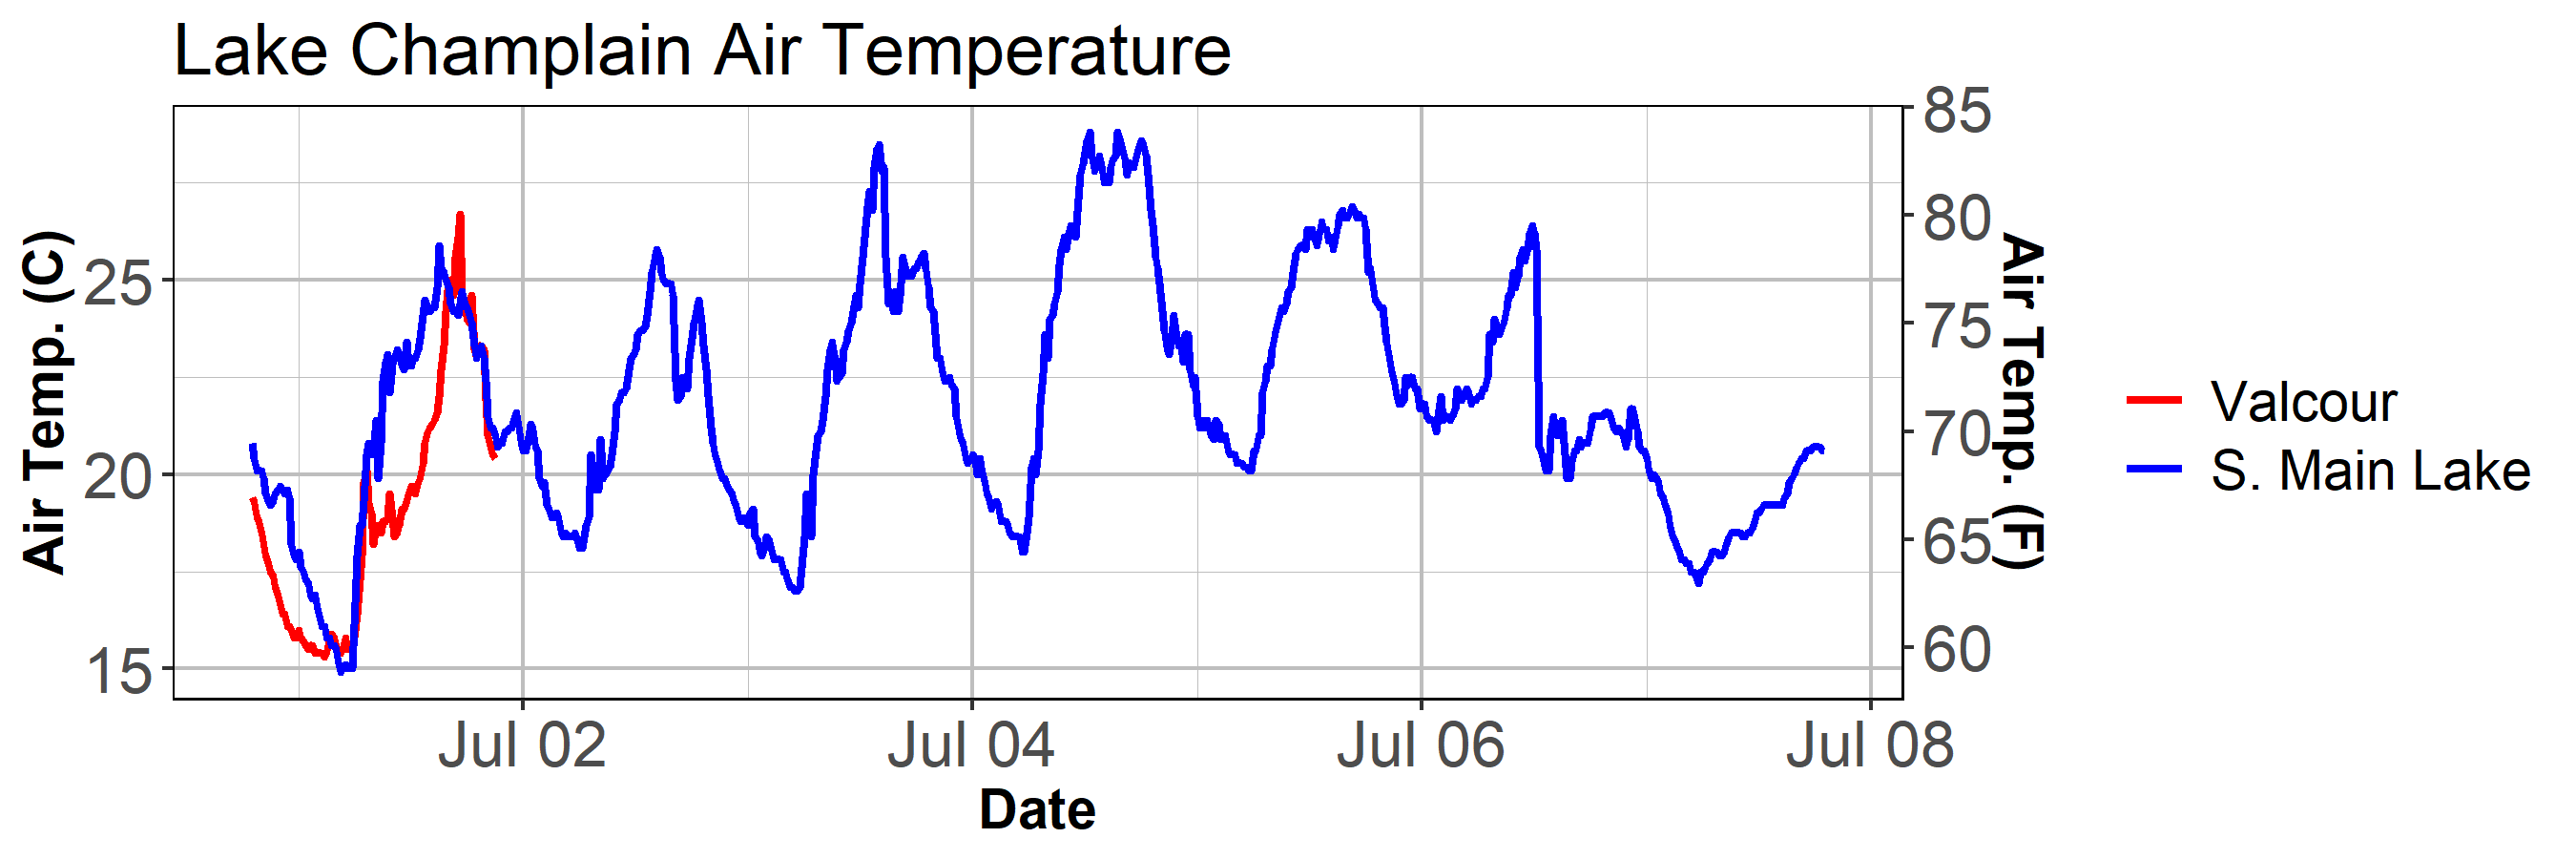 Lake Champlain Air Temperature
Air Temp. (C)
25
20
15
85
80
75
70
65
60
Air Temp. (F)
Jul 02
Jul 04
Jul 06
Jul 08
Date
Valcour
S. Main Lake